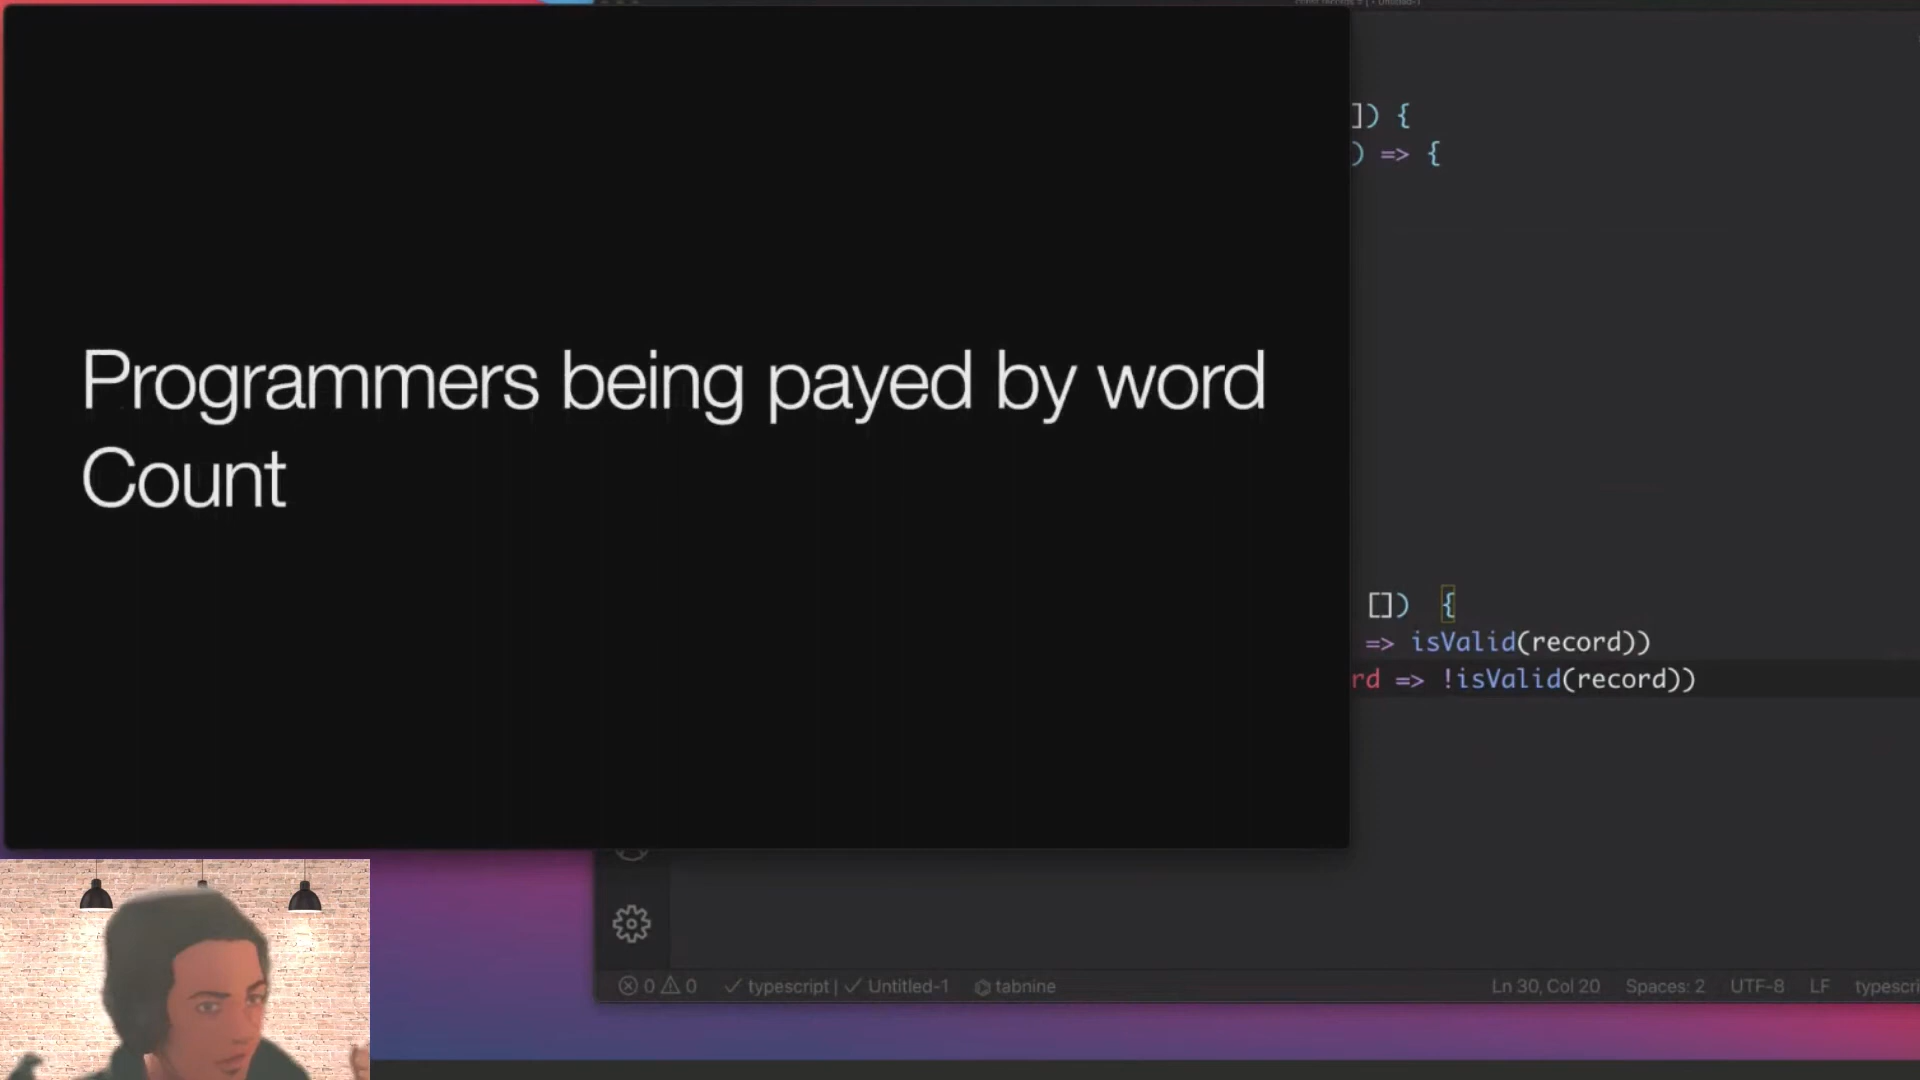 Programmers being payed by word
Count
]) {
) => {
[]) {
=> isValid(record))
rd => !isValid(record))
0 0 typescript | Untitled-1 tabnine
Ln 30, Col 20 Spaces: 2 UTF-8 LF typescri